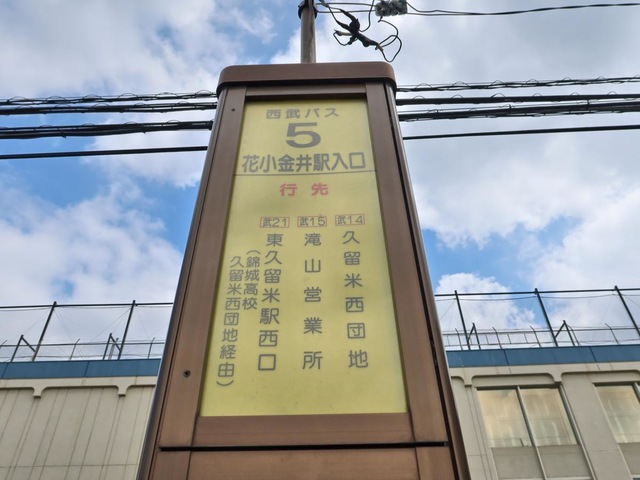 西武バス
5
花小金井駅入口
行先
武14
久留米西団地
武15
滝山営業所
武21
東久留米駅西口
(錦城高校
久留米西団地経由)